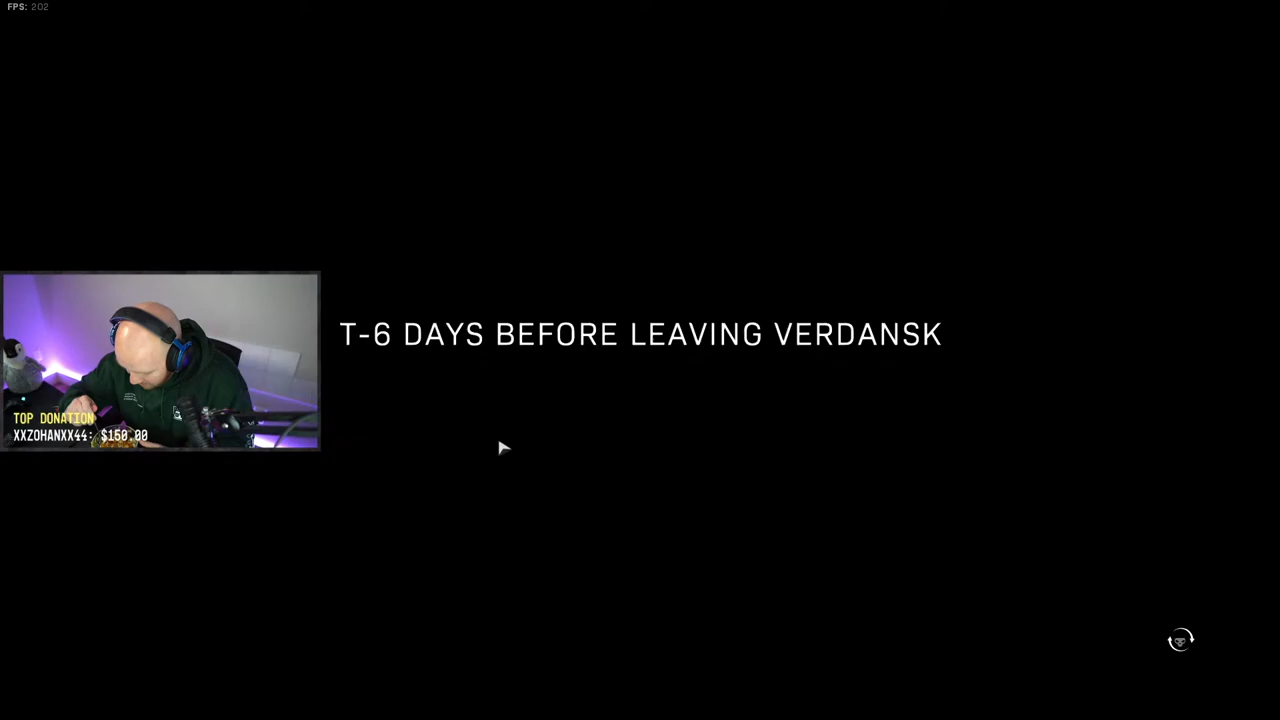 FPS: 202
T-6 DAYS BEFORE LEAVING VERDANSK
TOP DONATION
XXZOHANXX44: $150.00